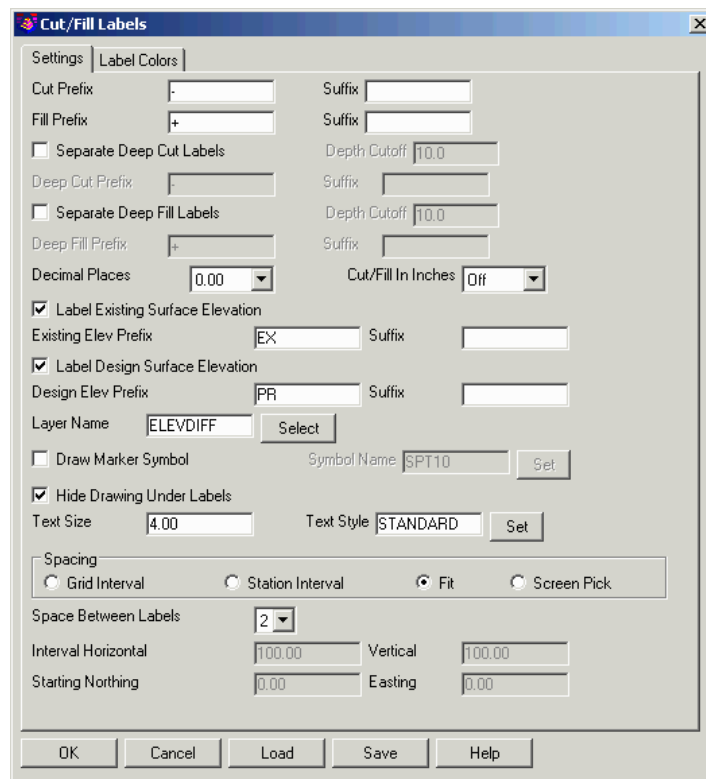 Cut/Fill Labels
Settings Label Colors
Cut Prefix - Suffix
Fill Prefix + Suffix
Separate Deep Cut Labels Depth Cutoff 10.0
Deep Cut Prefix - Suffix
Separate Deep Fill Labels Depth Cutoff 10.0
Deep Fill Prefix + Suffix
Decimal Places 0.00 Cut/Fill In Inches Off
Label Existing Surface Elevation
Existing Elev Prefix EX Suffix
Label Design Surface Elevation
Design Elev Prefix PR Suffix
Layer Name ELEVDIFF Select
Draw Marker Symbol Symbol Name SPT10 Set
Hide Drawing Under Labels
Text Size 4.00 Text Style STANDARD Set
Spacing
Grid Interval Station Interval Fit Screen Pick
Space Between Labels 2
Interval Horizontal 100.00 Vertical 100.00
Starting Northing 0.00 Easting 0.00
OK Cancel Load Save Help